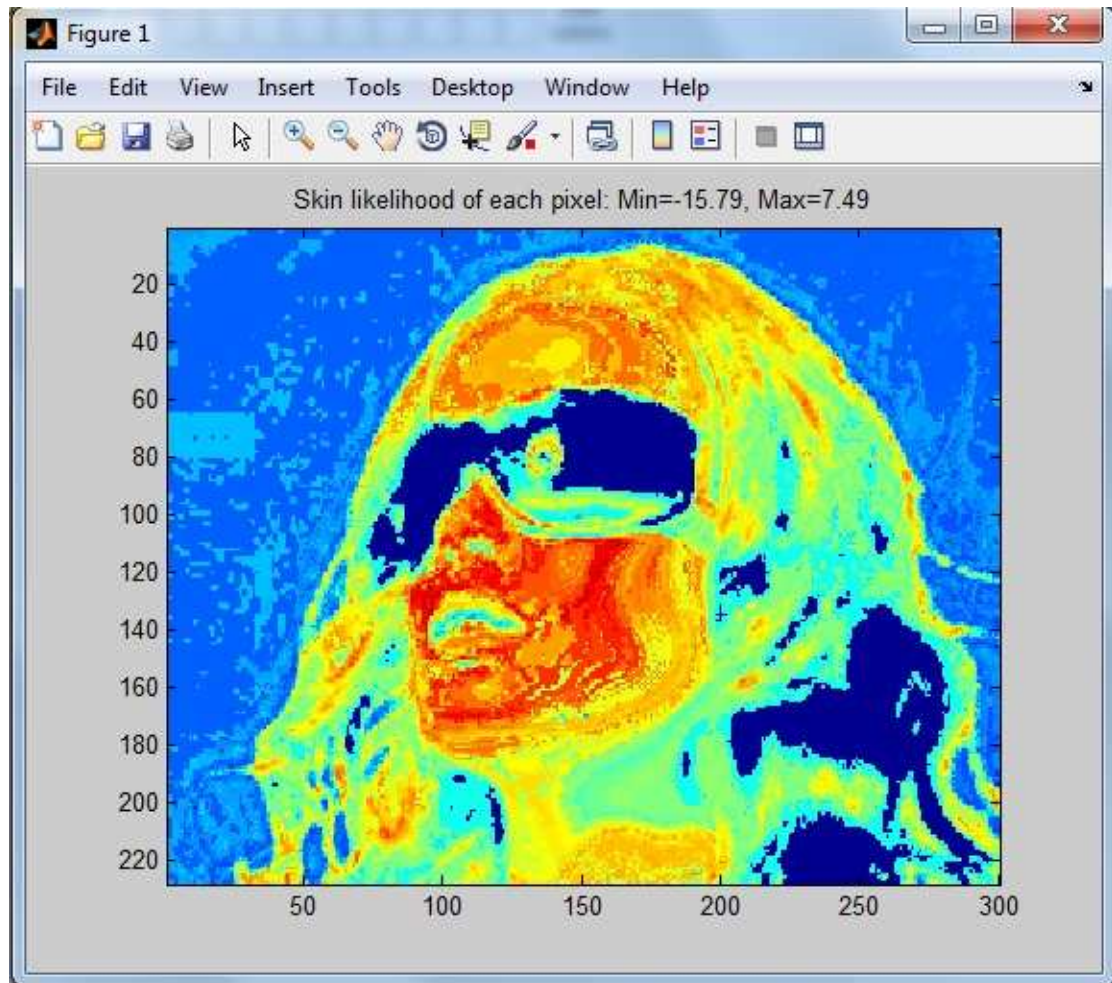 Figure 1
File Edit View Insert Tools Desktop Window Help
Skin likelihood of each pixel: Min=-15.79, Max=7.49
20
40
60
80
100
120
140
160
180
200
220
50 100 150 200 250 300